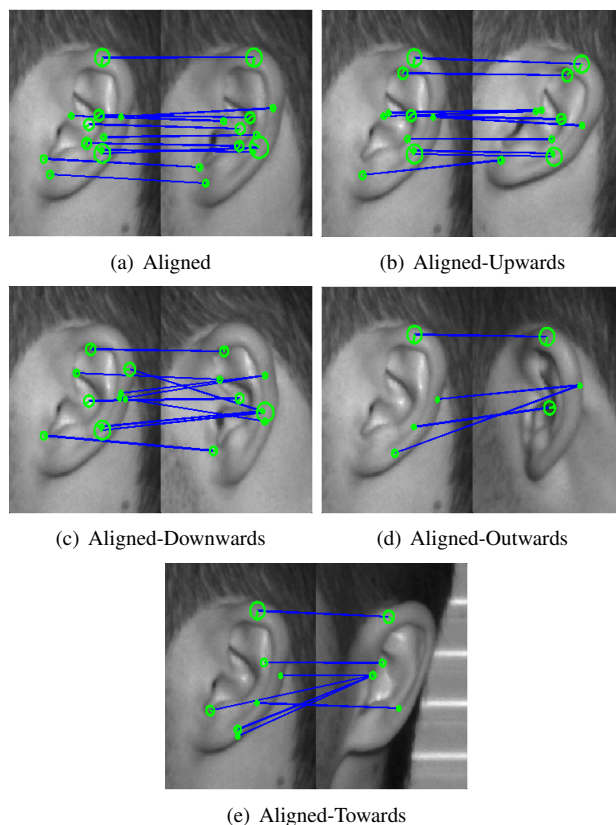 (a) Aligned
(b) Aligned-Upwards
(c) Aligned-Downwards
(d) Aligned-Outwards
(e) Aligned-Towards